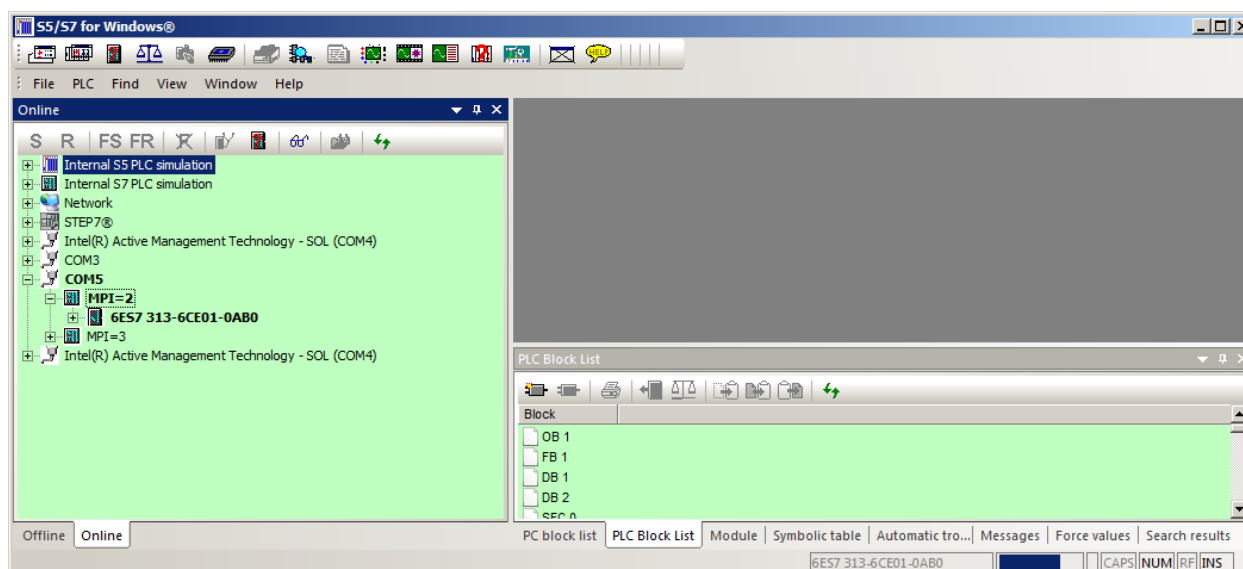 S5/S7 for Windows®
HELP
File PLC Find View Window Help
Online
S R FS FR
Internal S5 PLC simulation
Internal S7 PLC simulation
Network
STEP7®
Intel(R) Active Management Technology - SOL (COM4)
COM3
COM5
MPI=2
6ES7 313-6CE01-0AB0
MPI=3
Intel(R) Active Management Technology - SOL (COM4)
Offline Online
PLC Block List
Block
OB 1
FB 1
DB 1
DB 2
SFC 0
PC block list PLC Block List Module Symbolic table Automatic tro... Messages Force values Search results
6ES7 313-6CE01-0AB0 CAPS NUM RF INS